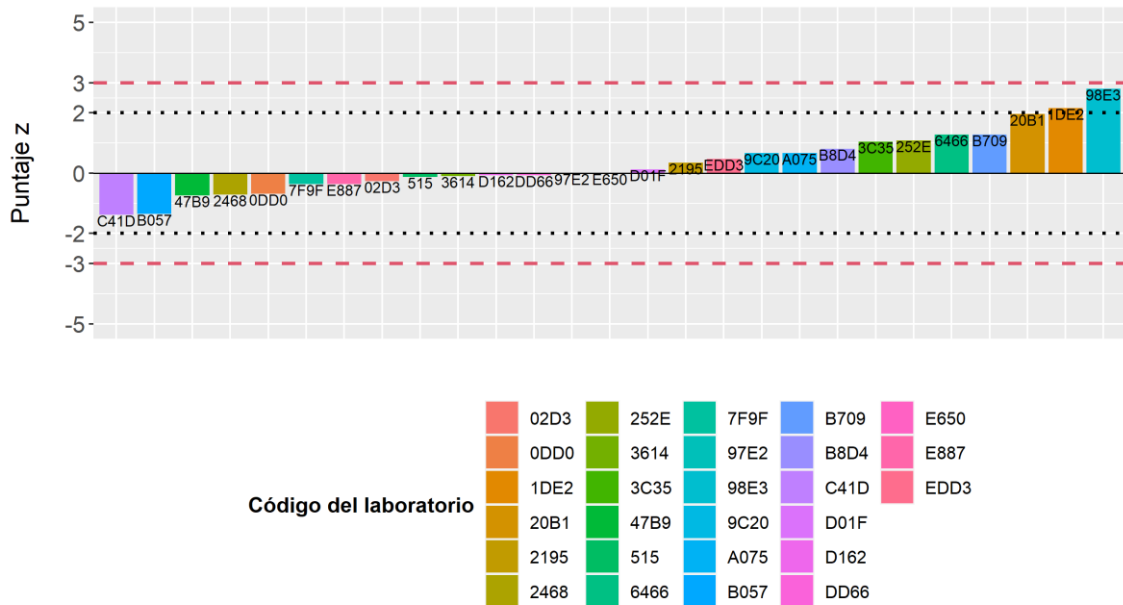 5
3
2
0
-2
-3
-5
Puntaje z
C41D B057 47B9 2468 0DD0 7F9F E887 02D3 515 3614 D162 DD66 97E2 E650 D01F 2195 EDD3 9C20 A075 B8D4 3C35 252E 6466 B709 20B1 1DE2 98E3
Código del laboratorio
02D3 252E 7F9F B709 E650
0DD0 3614 97E2 B8D4 E887
1DE2 3C35 98E3 C41D EDD3
20B1 47B9 9C20 D01F
2195 515 A075 D162
2468 6466 B057 DD66